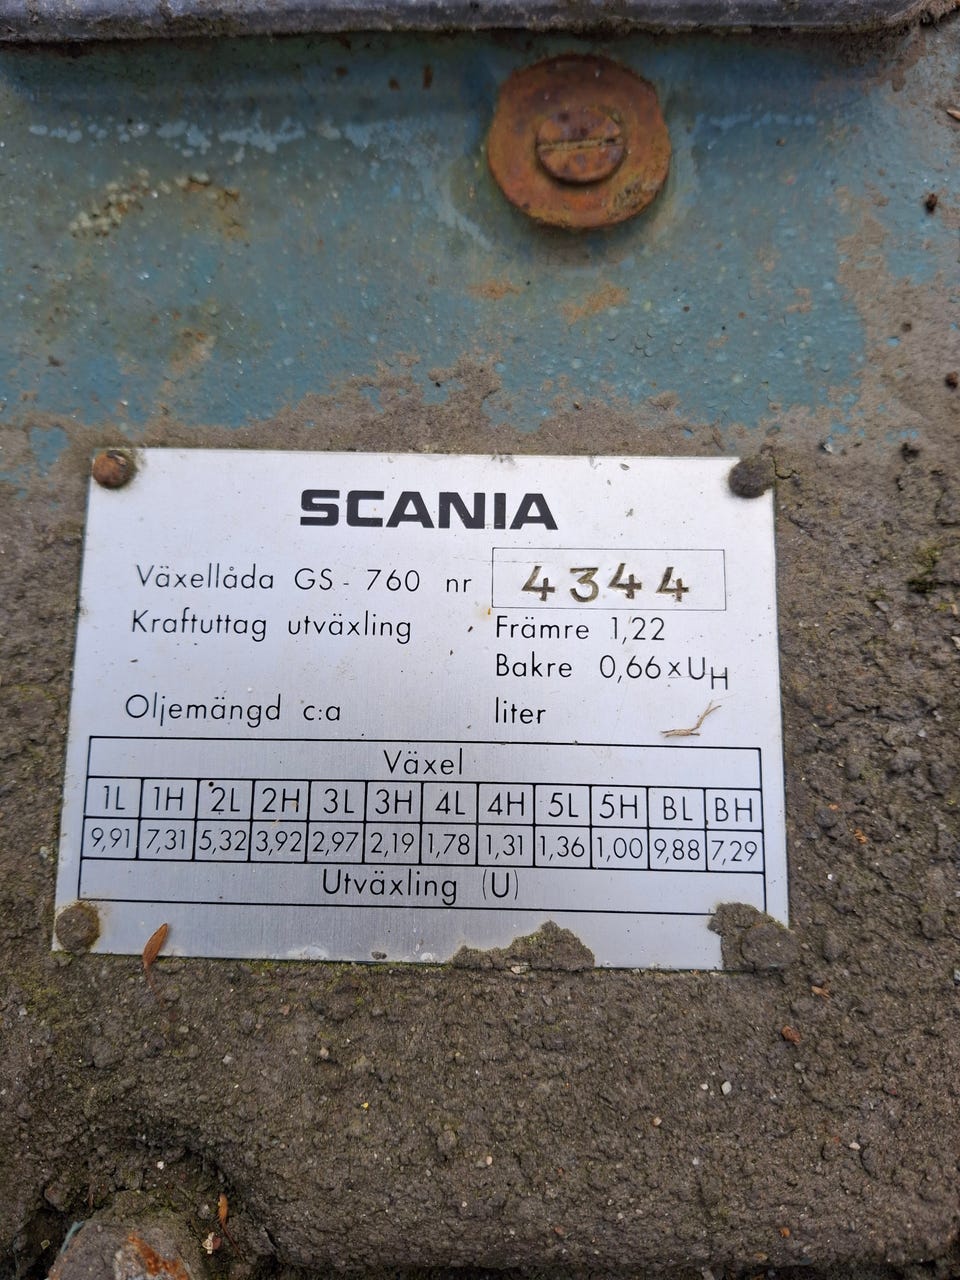 SCANIA
Växellåda GS - 760 nr 4344
Kraftuttag utväxling Främre 1,22
Bakre 0,66xUH
Oljemängd c:a liter
Växel
1L 1H 2L 2H 3L 3H 4L 4H 5L 5H BL BH
9,91 7,31 5,32 3,92 2,97 2,19 1,78 1,31 1,36 1,00 9,88 7,29
Utväxling (U)